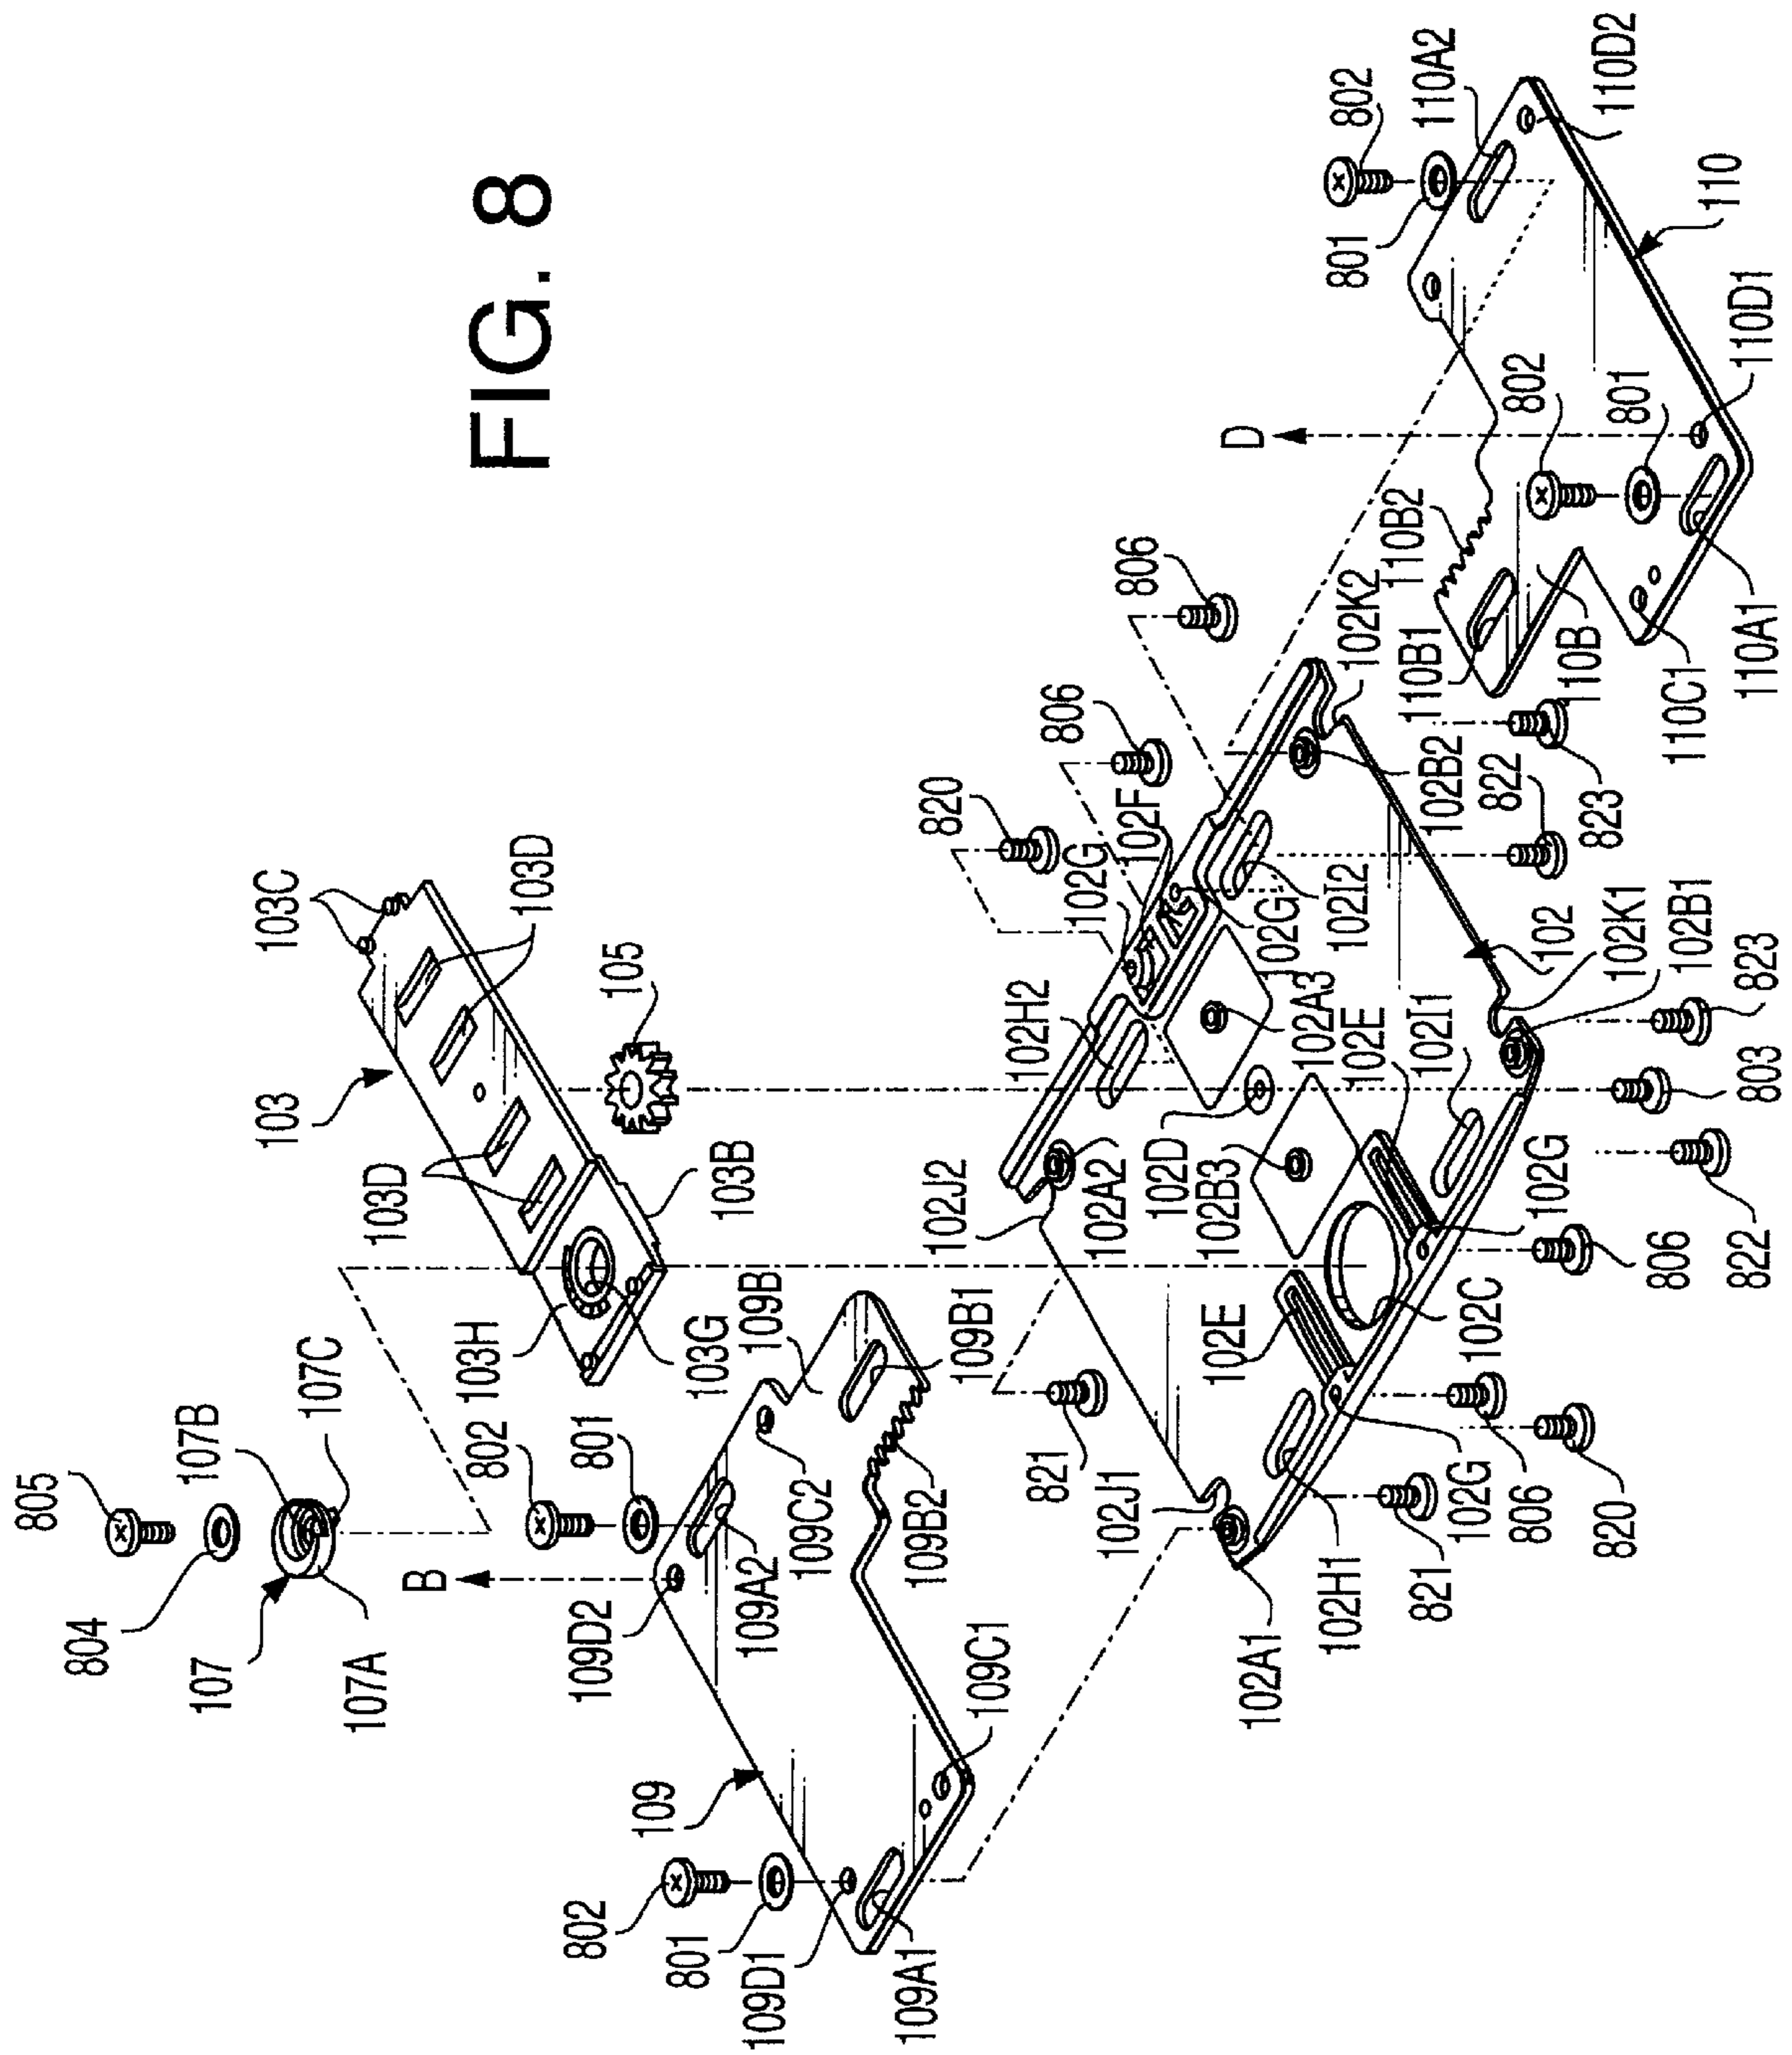 FIG. 8
805
804
107
107A
107B
107C
103
103C
103D
103D
103B
103H
103G
105
109
109B
109B1
109B2
109C2
109A2
109D2
B
802
801
802
801
109D1
109A1
109C1
820
806
806
102G
102F
102H2
102J2
102A2
102D
102B3
102A3
102E
102I1
102G
102I2
102B2
102K2
102
102K1
102B1
102E
102C
102G
102G
102H1
102J1
102A1
821
821
820
806
806
822
803
823
822
823
D
110
110A2
110D2
802
801
802
801
110D1
110A1
110C1
110B
110B1
110B2